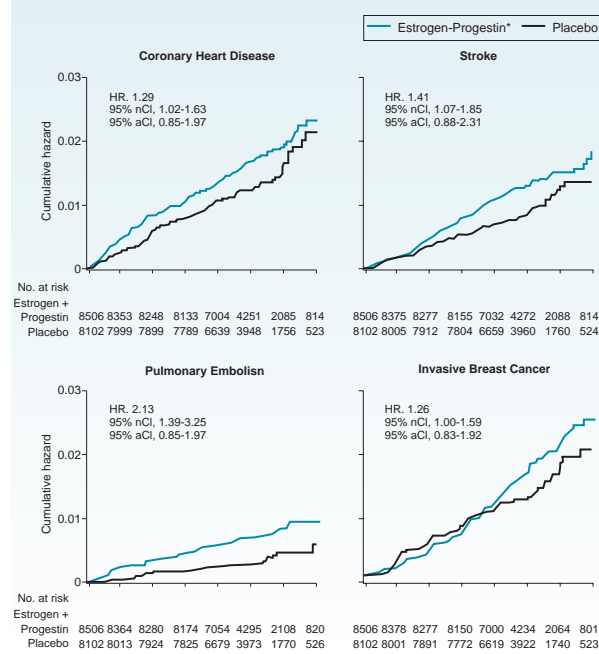 Estrogen-Progestin* Placebo
Coronary Heart Disease
HR. 1.29
95% nCI, 1.02-1.63
95% aCI, 0.85-1.97
Cumulative hazard
0.03
0.02
0.01
0
No. at risk
Estrogen +
Progestin 8506 8353 8248 8133 7004 4251 2085 814
Placebo 8102 7999 7899 7789 6639 3948 1756 523
Stroke
HR. 1.41
95% nCI, 1.07-1.85
95% aCI, 0.88-2.31
8506 8375 8277 8155 7032 4272 2088 814
8102 8005 7912 7804 6659 3960 1760 524
Pulmonary Embolisn
HR. 2.13
95% nCI, 1.39-3.25
95% aCI, 0.85-1.97
Cumulative hazard
0.03
0.02
0.01
0
No. at risk
Estrogen +
Progestin 8506 8364 8280 8174 7054 4295 2108 820
Placebo 8102 8013 7924 7825 6679 3973 1770 526
Invasive Breast Cancer
HR. 1.26
95% nCI, 1.00-1.59
95% aCI, 0.83-1.92
8506 8378 8277 8150 7000 4234 2064 801
8102 8001 7891 7772 6619 3922 1740 523